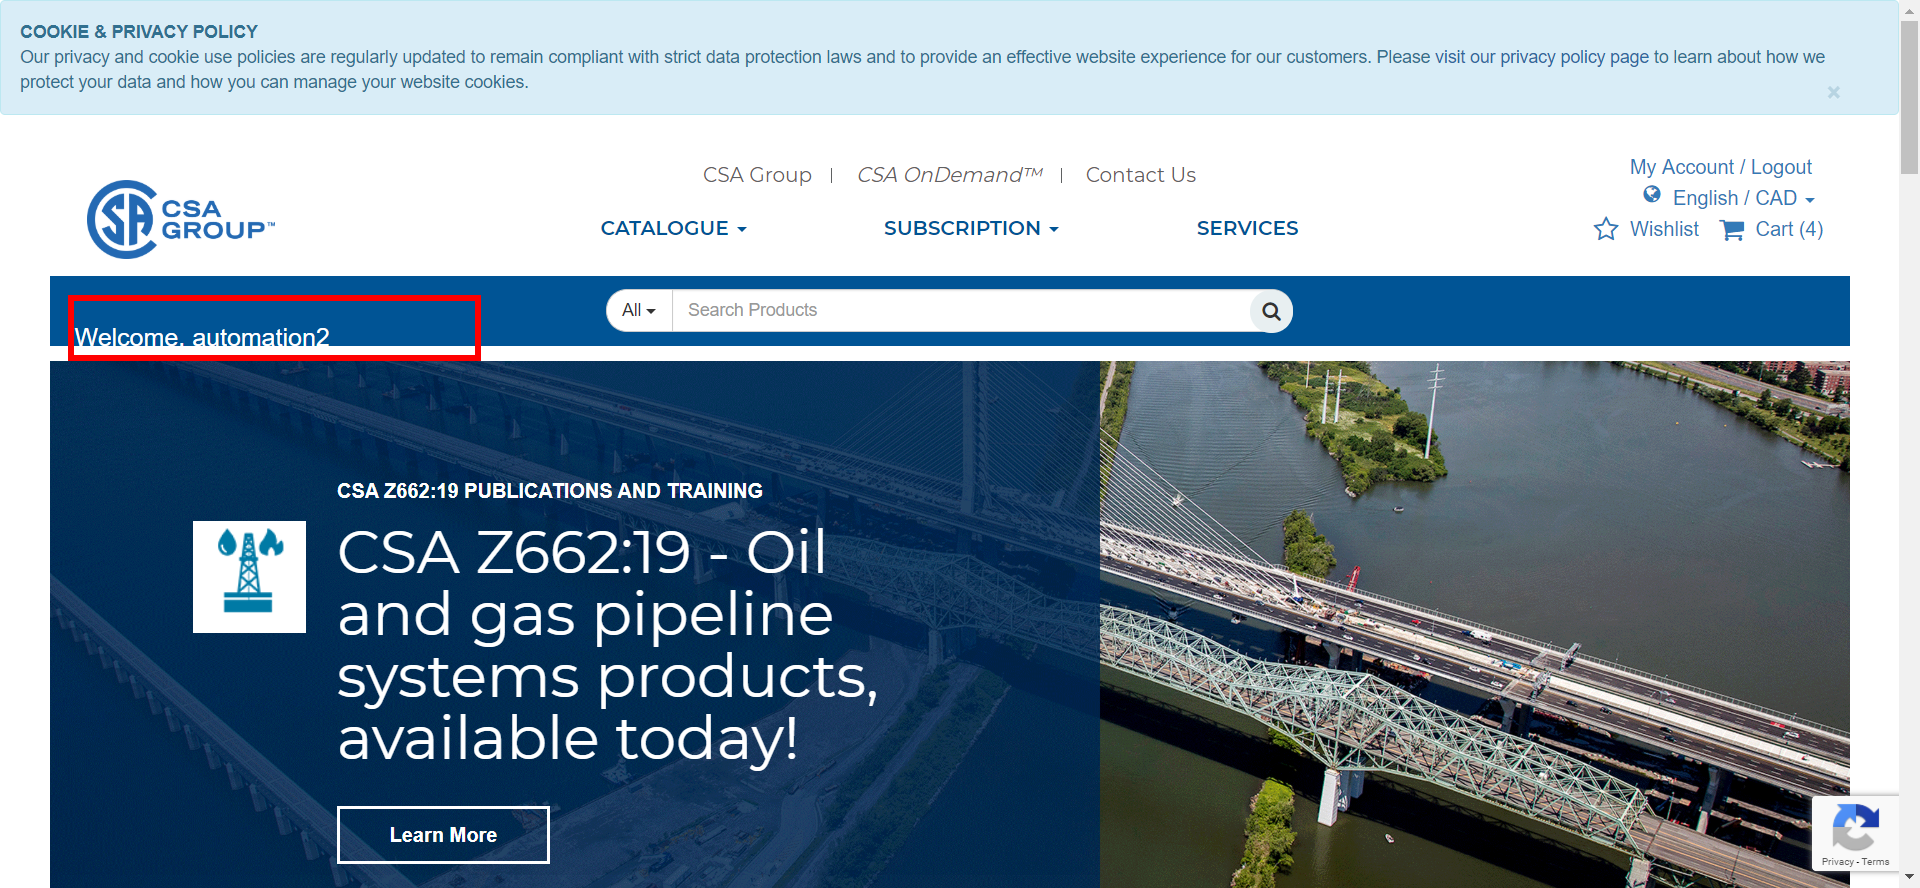 COOKIE & PRIVACY POLICY
Our privacy and cookie use policies are regularly updated to remain compliant with strict data protection laws and to provide an effective website experience for our customers. Please visit our privacy policy page to learn about how we
protect your data and how you can manage your website cookies.
×
CSA Group | CSA OnDemand™ | Contact Us
My Account / Logout
English / CAD
CSA
GROUP™
CATALOGUE
SUBSCRIPTION
SERVICES
Wishlist
Cart (4)
All
Search Products
Welcome, automation2
CSA Z662:19 PUBLICATIONS AND TRAINING
CSA Z662:19 - Oil
and gas pipeline
systems products,
available today!
Learn More
Privacy - Terms